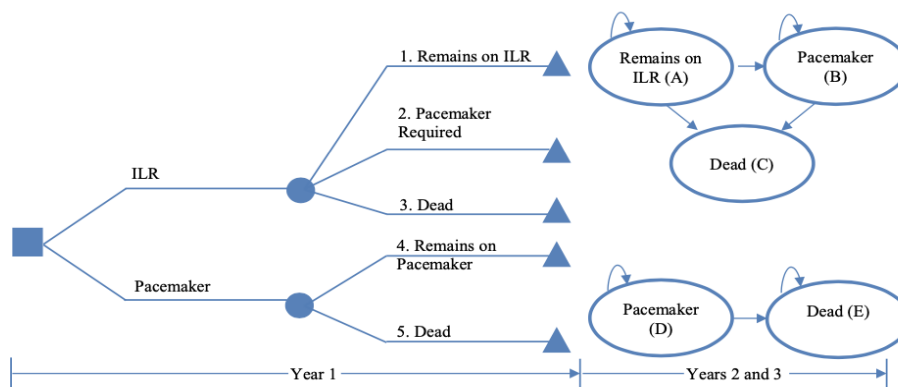 1. Remains on ILR
2. Pacemaker
Required
ILR
3. Dead
4. Remains on
Pacemaker
Pacemaker
5. Dead
Year 1
Remains on
ILR (A)
Pacemaker
(B)
Dead (C)
Pacemaker
(D)
Dead (E)
Years 2 and 3